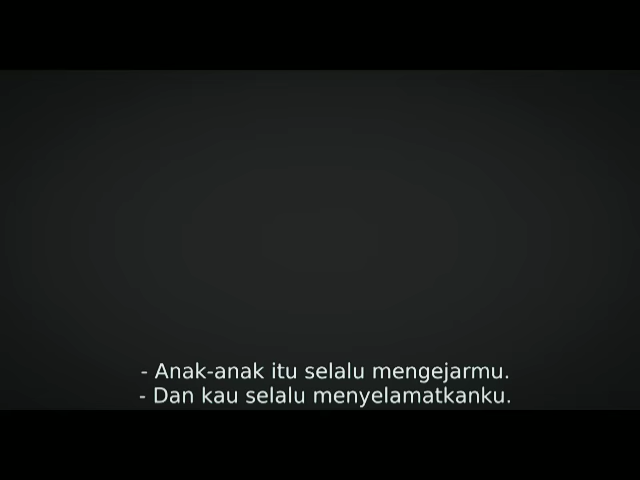 - Anak-anak itu selalu mengejarmu.
- Dan kau selalu menyelamatkanku.